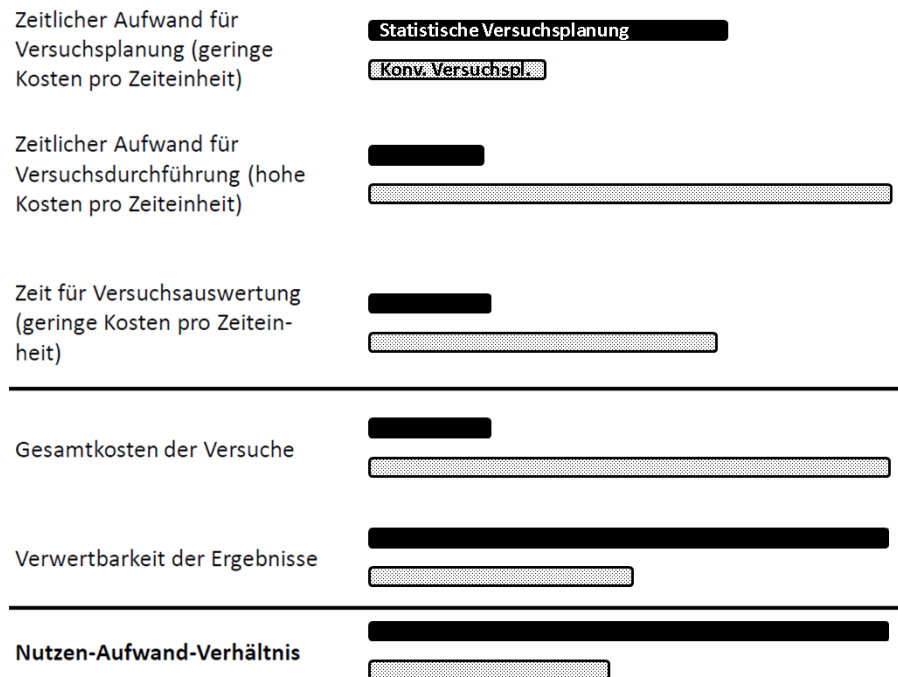 Zeitlicher Aufwand für
Versuchsplanung (geringe
Kosten pro Zeiteinheit)
Statistische Versuchsplanung
Konv. Versuchspl.
Zeitlicher Aufwand für
Versuchsdurchführung (hohe
Kosten pro Zeiteinheit)
Zeit für Versuchsauswertung
(geringe Kosten pro Zeitein-
heit)
Gesamtkosten der Versuche
Verwertbarkeit der Ergebnisse
Nutzen-Aufwand-Verhältnis